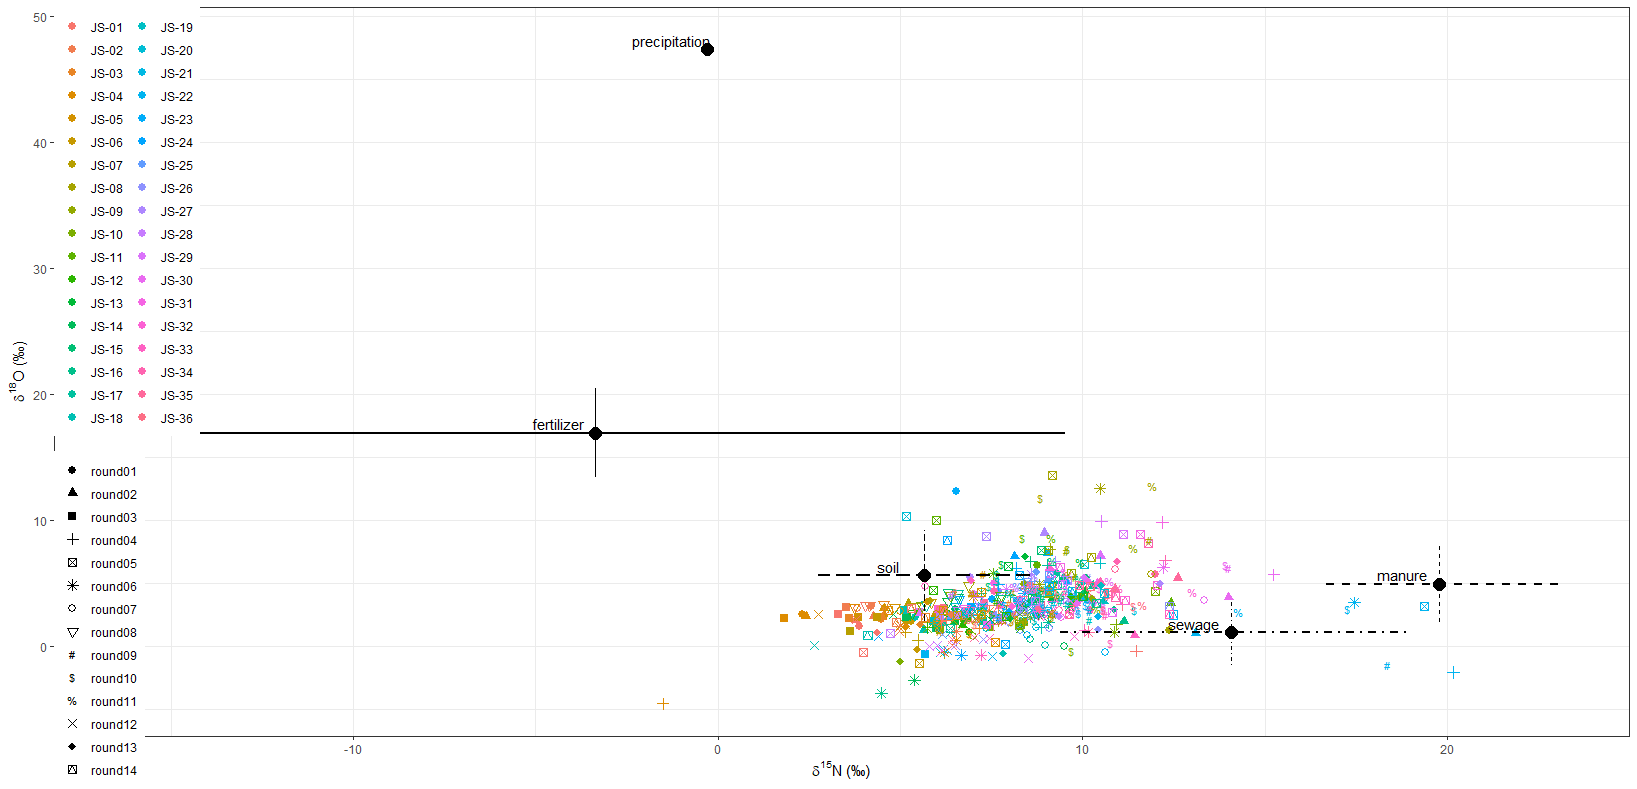 50
40
30
20
10
0
δ18O (‰)
JS-01 JS-19
JS-02 JS-20
JS-03 JS-21
JS-04 JS-22
JS-05 JS-23
JS-06 JS-24
JS-07 JS-25
JS-08 JS-26
JS-09 JS-27
JS-10 JS-28
JS-11 JS-29
JS-12 JS-30
JS-13 JS-31
JS-14 JS-32
JS-15 JS-33
JS-16 JS-34
JS-17 JS-35
JS-18 JS-36
round01
round02
round03
round04
round05
round06
round07
round08
# round09
$ round10
% round11
round12
round13
round14
precipitation
fertilizer
soil
manure
sewage
-10 0 10 20
δ15N (‰)